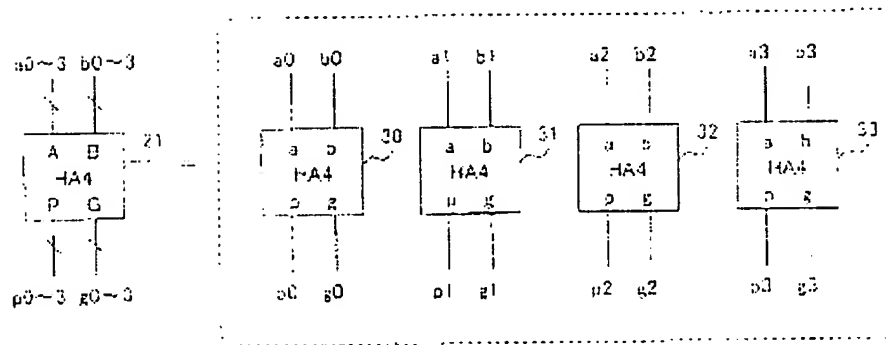 a0~3 b0~3
A B
HA4
P G
21
p0~3 g0~3
a0 b0
a b
HA4
p g
30
p0 g0
a1 b1
a b
HA4
p g
31
p1 g1
a2 b2
a b
HA4
p g
32
p2 g2
a3 b3
a b
HA4
p g
33
p3 g3